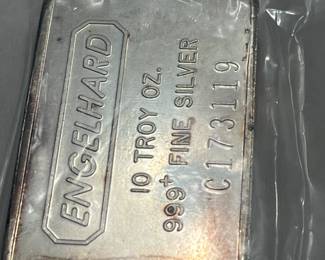 ENGELHARD
10 TROY OZ.
999+ FINE SILVER
C173119